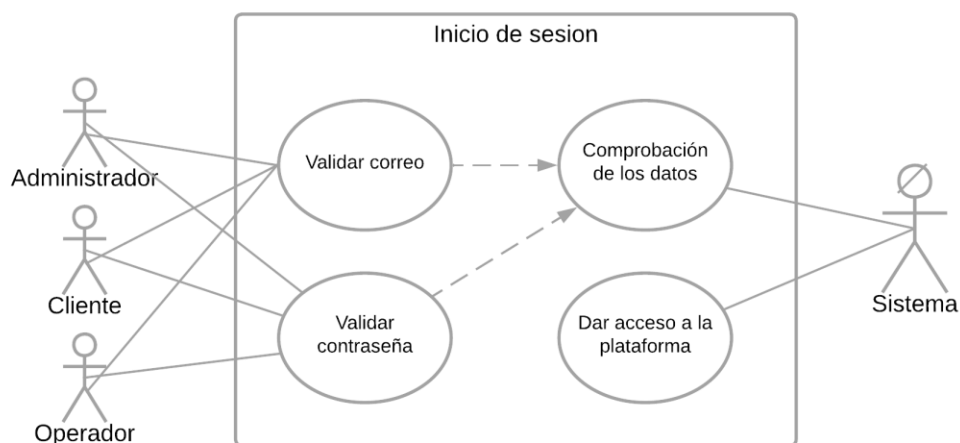 Inicio de sesion
Administrador
Cliente
Operador
Validar correo
Validar
contraseña
Comprobación
de los datos
Dar acceso a la
plataforma
Sistema